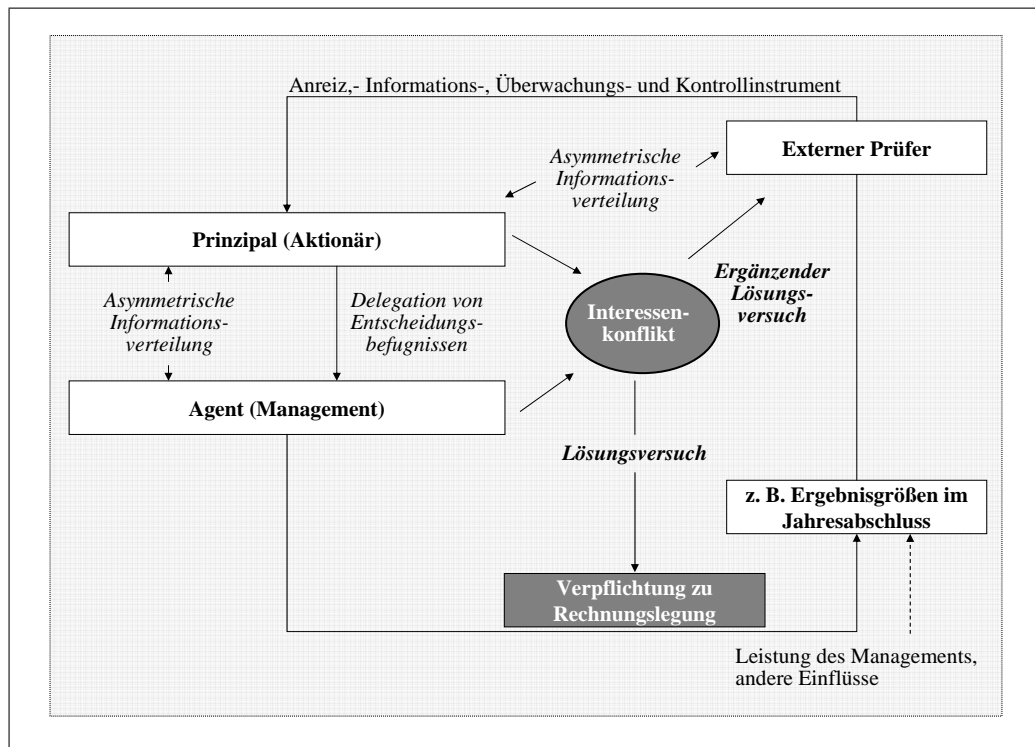 Anreiz,- Informations-, Überwachungs- und Kontrollinstrument
Externer Prüfer
Asymmetrische
Informations-
verteilung
Prinzipal (Aktionär)
Ergänzender
Lösungs-
versuch
Asymmetrische
Informations-
verteilung
Delegation von
Entscheidungs-
befugnissen
Interessen-
konflikt
Agent (Management)
Lösungsversuch
z. B. Ergebnisgrößen im
Jahresabschluss
Verpflichtung zu
Rechnungslegung
Leistung des Managements,
andere Einflüsse